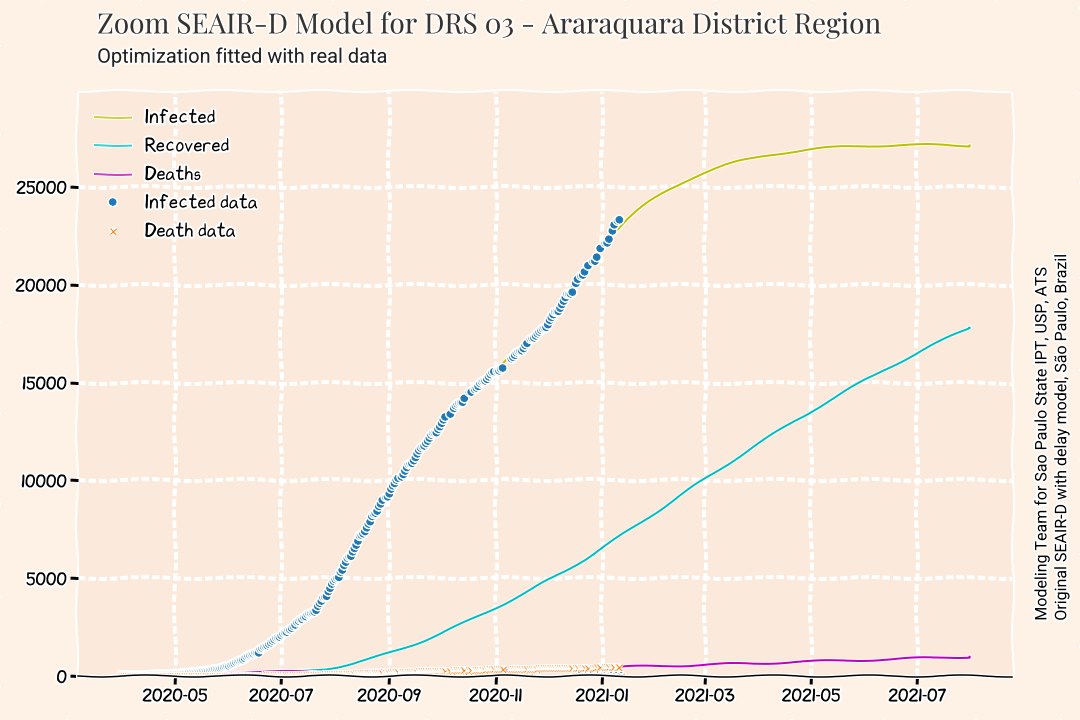 Zoom SEAIR-D Model for DRS 03 - Araraquara District Region
Optimization fitted with real data
Infected
Recovered
Deaths
Infected data
Death data
25000
20000
15000
10000
5000
0
2020-05
2020-07
2020-09
2020-11
2021-01
2021-03
2021-05
2021-07
Modeling Team for Sao Paulo State IPT, USP, ATS
Original SEAIR-D with delay model, São Paulo, Brazil